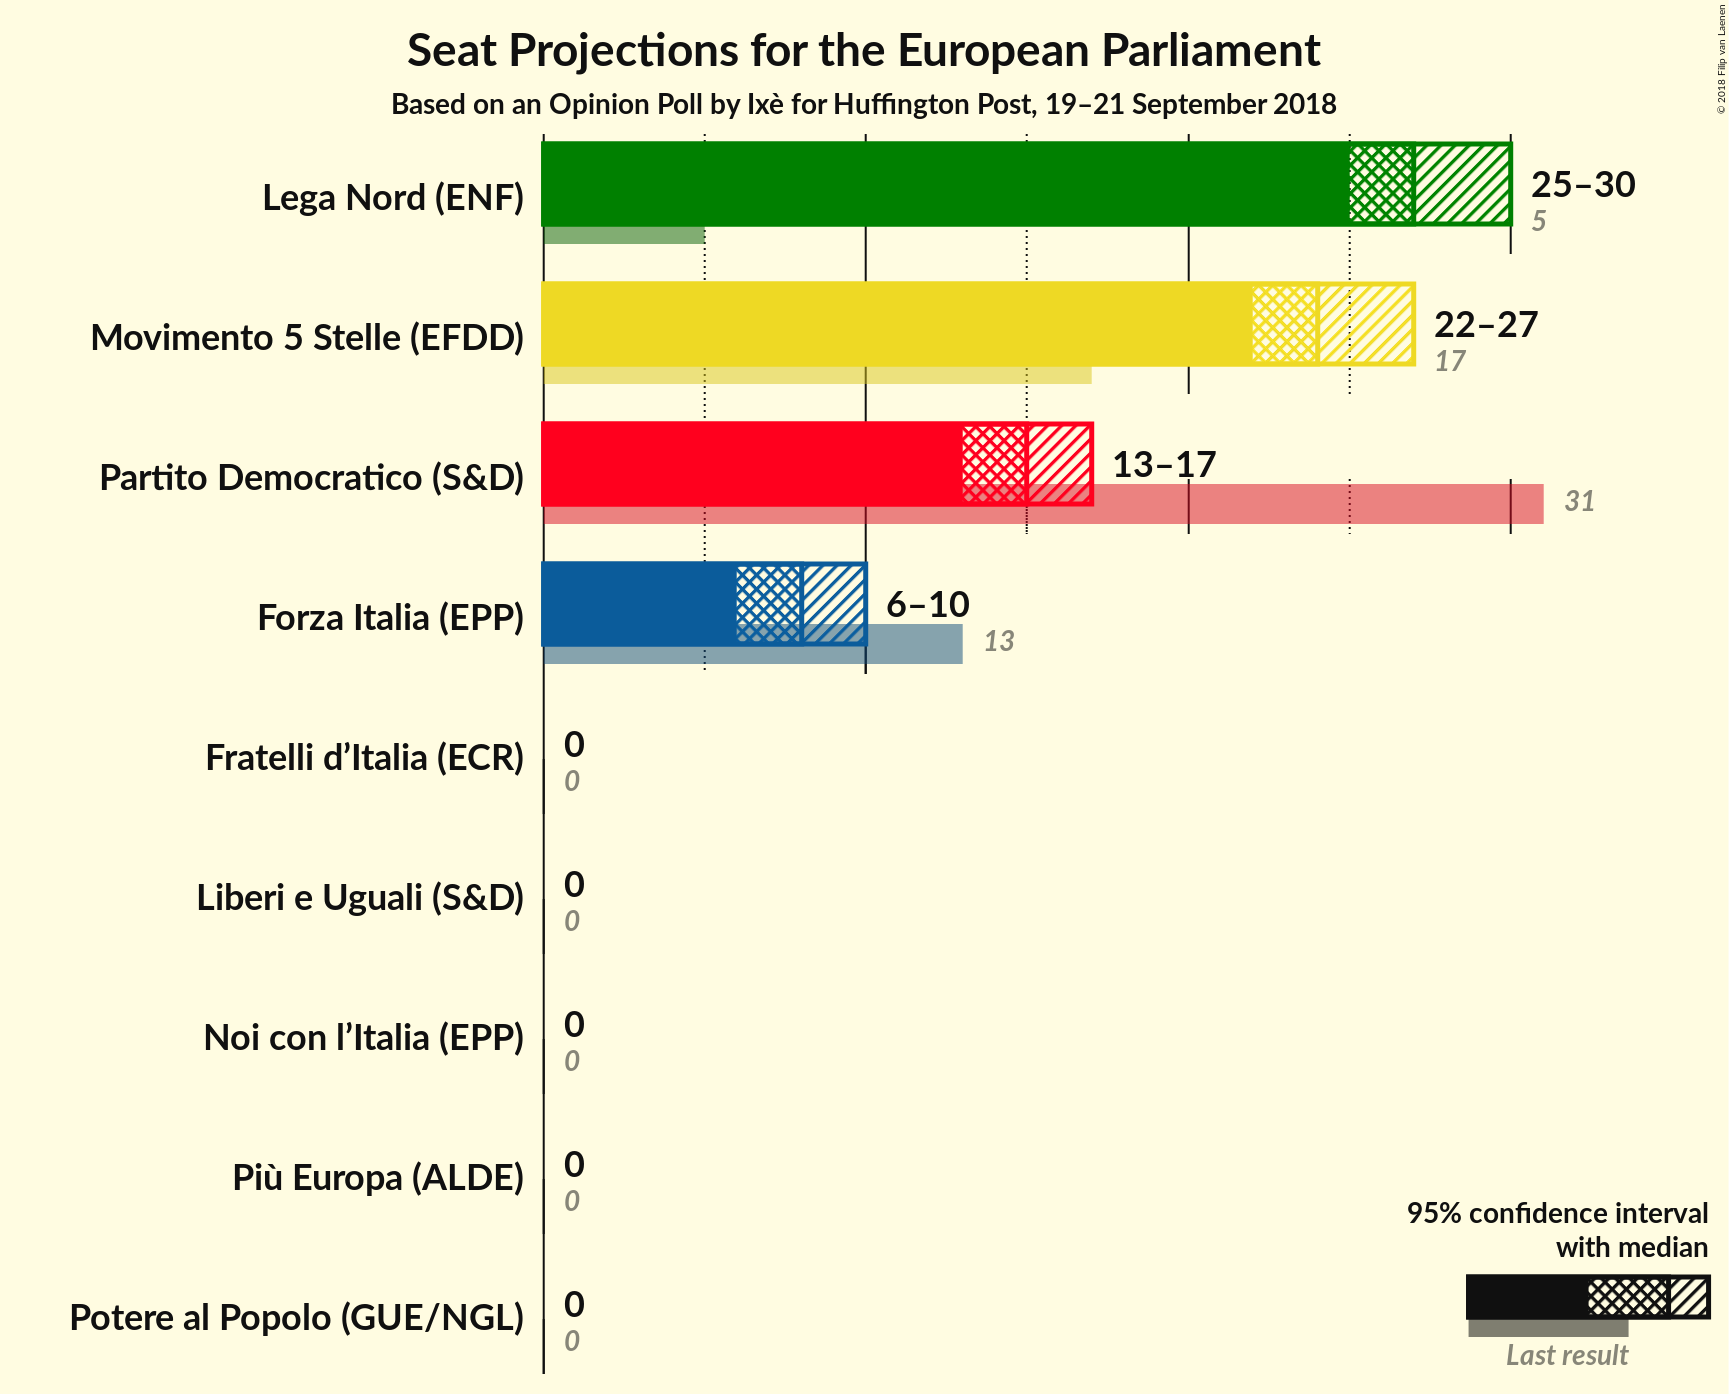 Seat Projections for the European Parliament
Based on an Opinion Poll by Ixè for Huffington Post, 19–21 September 2018
© 2018 Filip van Laenen
Lega Nord (ENF)
25–30
5
Movimento 5 Stelle (EFDD)
22–27
17
Partito Democratico (S&D)
13–17
31
Forza Italia (EPP)
6–10
13
Fratelli d’Italia (ECR)
0
0
Liberi e Uguali (S&D)
0
0
Noi con l’Italia (EPP)
0
0
Più Europa (ALDE)
0
0
Potere al Popolo (GUE/NGL)
0
0
95% confidence interval
with median
Last result